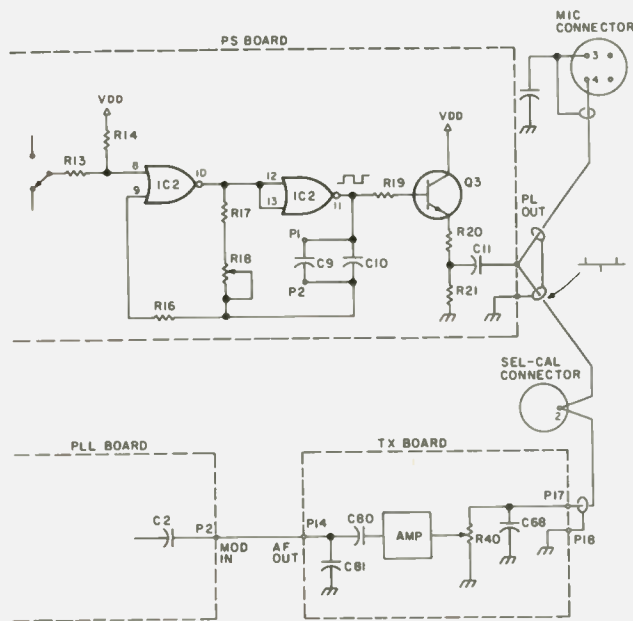 MIC
CONNECTOR
PS BOARD
3
4
VDD
VDD
R14
R13
8
IC2
10
9
12
IC2
13
11
R19
Q3
R17
PL
OUT
P1
R20
R18
C9
C10
C11
P2
R21
R16
SEL-CAL
CONNECTOR
2
PLL BOARD
TX BOARD
C2
P2
P14
C80
P17
MOD
IN
AF
OUT
AMP
R40
C68
P18
C81